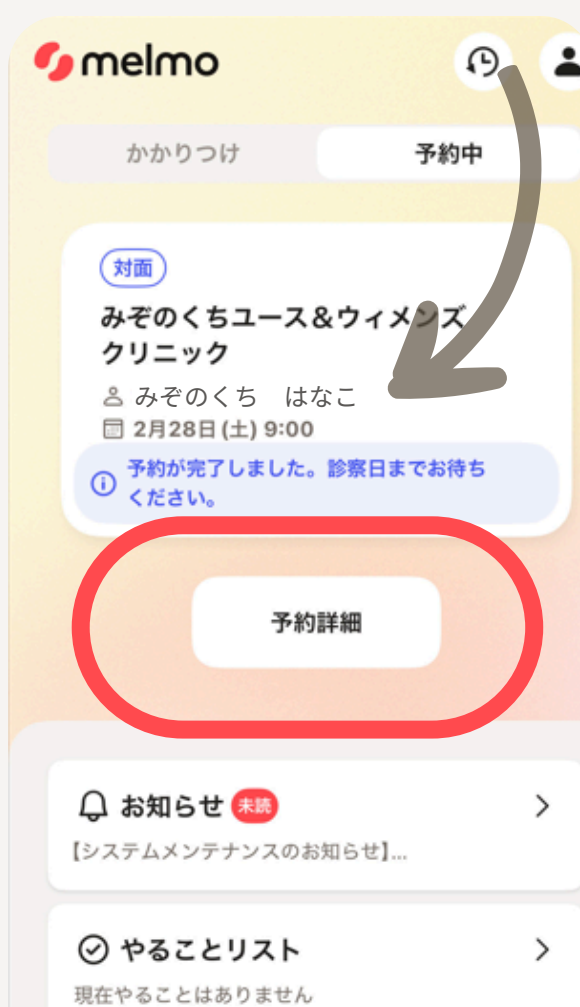 melmo
かかりつけ
予約中
対面
みぞのくちユース＆ウィメンズ
クリニック
みぞのくち　はなこ
2月28日(土) 9:00
予約が完了しました。診察日までお待ち
ください。
予約詳細
お知らせ 未読
【システムメンテナンスのお知らせ】...
やることリスト
現在やることはありません